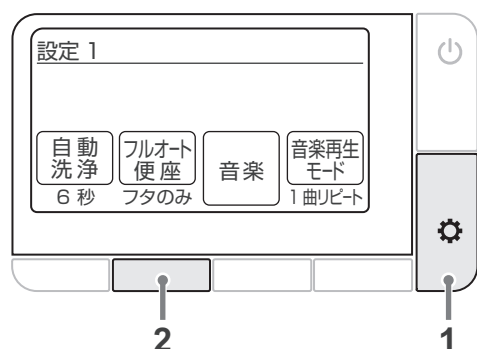 設定 1
自動
洗浄
6 秒
フルオート
便座
フタのみ
音楽
音楽再生
モード
1 曲リピート
2
1